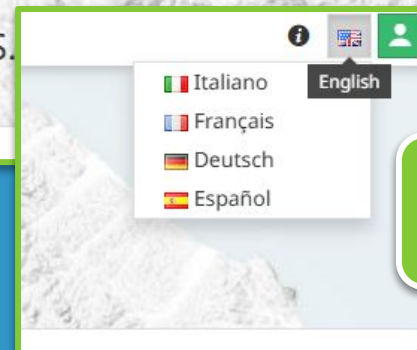 s.
English
Italiano
Français
Deutsch
Español